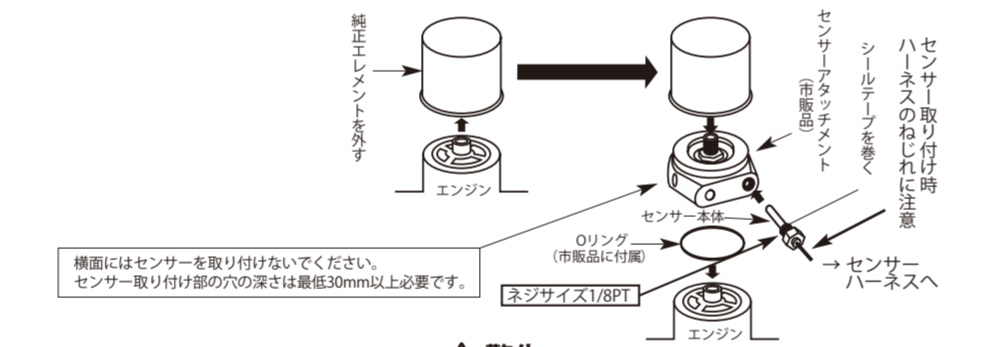 純正エレメントを外す
エンジン
センサーアタッチメント
（市販品）
シールテープを巻く
センサー取り付け時
ハーネスのねじれに注意
センサー本体
Oリング
（市販品に付属）
→ センサー
ハーネスへ
横面にはセンサーを取り付けないでください。
センサー取り付け部の穴の深さは最低30mm以上必要です。
ネジサイズ1/8PT
エンジン